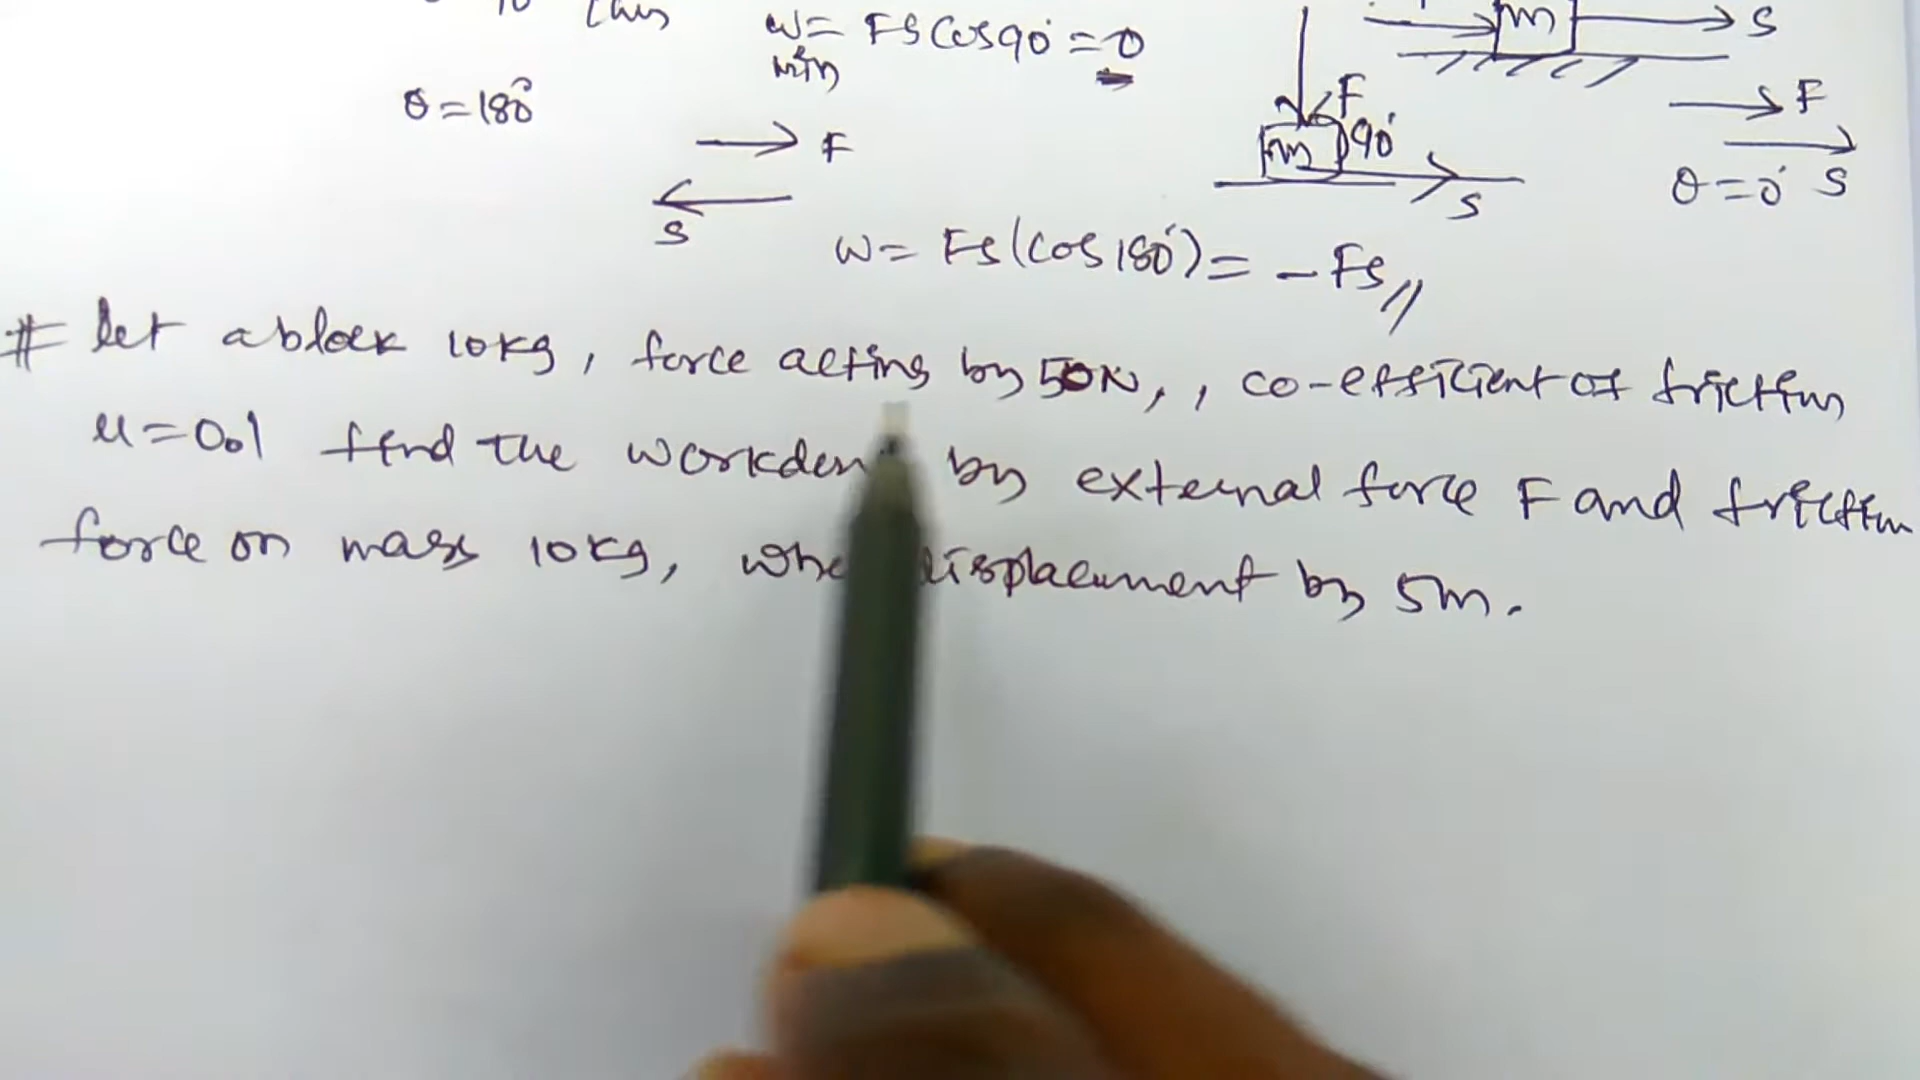 w = FS cos90° = 0
min
m
S
θ = 180°
F
S
F
m
90°
S
F
S
θ = 0°
w = Fs(cos 180°) = - Fs //
# let a block 10kg, force acting by 50N, , co-efficient of friction
μ = 0.1 find the workdon by external force F and friction
force on mass 10kg, whe displacement by 5m.